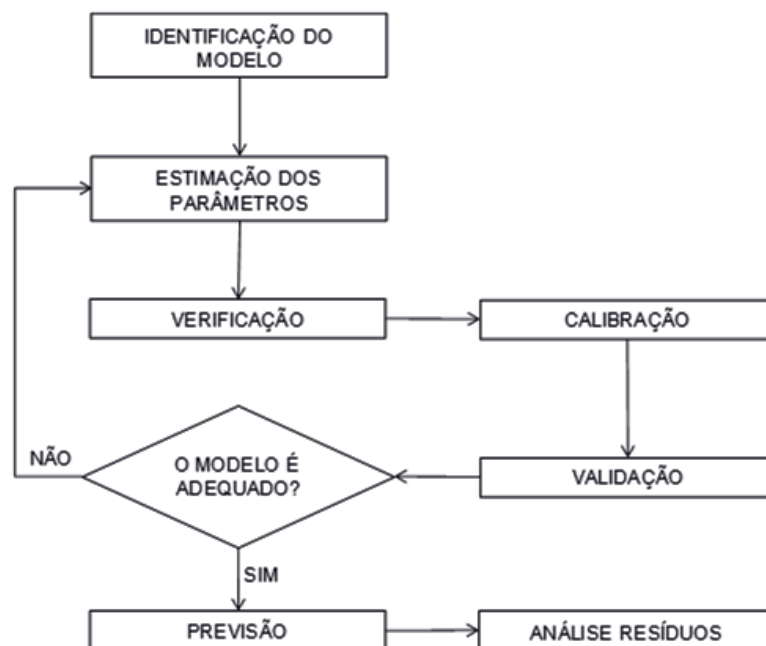 IDENTIFICAÇÃO DO
MODELO
ESTIMAÇÃO DOS
PARÂMETROS
VERIFICAÇÃO
CALIBRAÇÃO
NÃO
O MODELO É
ADEQUADO?
VALIDAÇÃO
SIM
PREVISÃO
ANÁLISE RESÍDUOS